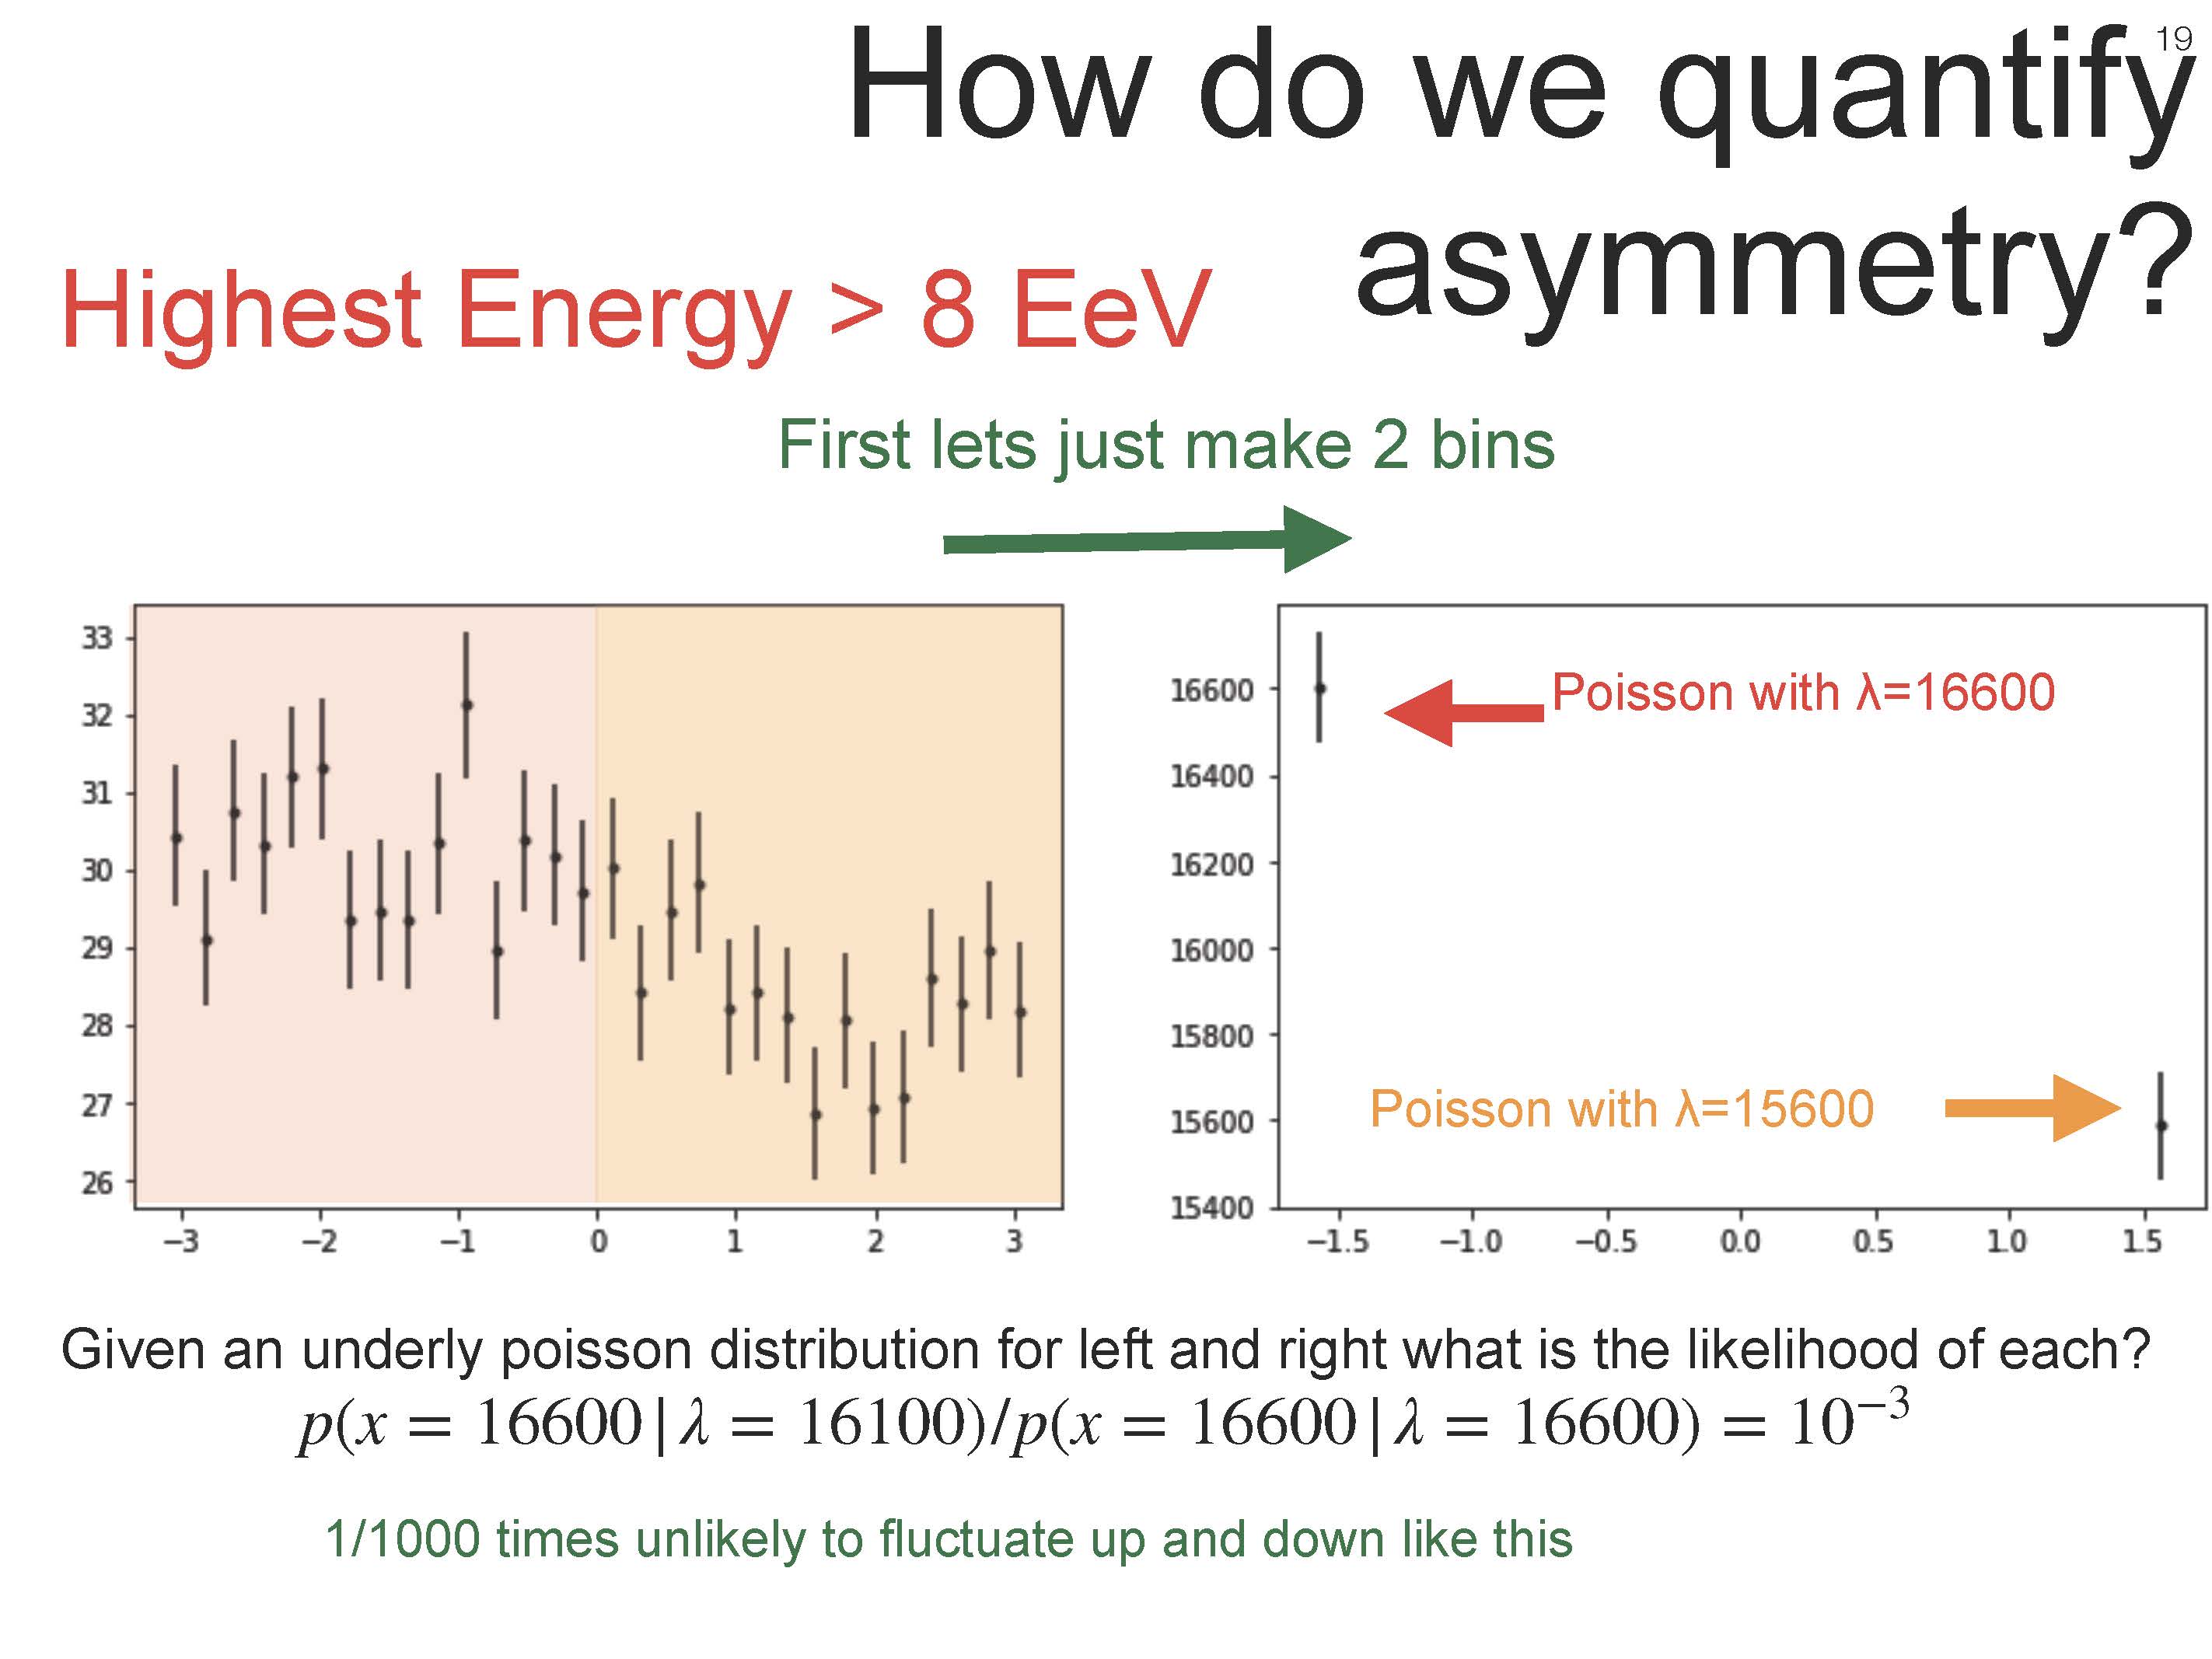 19
How do we quantify
asymmetry?
Highest Energy > 8 EeV
First lets just make 2 bins
33
32
31
30
29
28
27
26
−3 −2 −1 0 1 2 3
16600
16400
16200
16000
15800
15600
15400
−1.5 −1.0 −0.5 0.0 0.5 1.0 1.5
Poisson with λ=16600
Poisson with λ=15600
Given an underly poisson distribution for left and right what is the likelihood of each?
p(x = 16600 | λ = 16100)/p(x = 16600 | λ = 16600) = 10⁻³
1/1000 times unlikely to fluctuate up and down like this